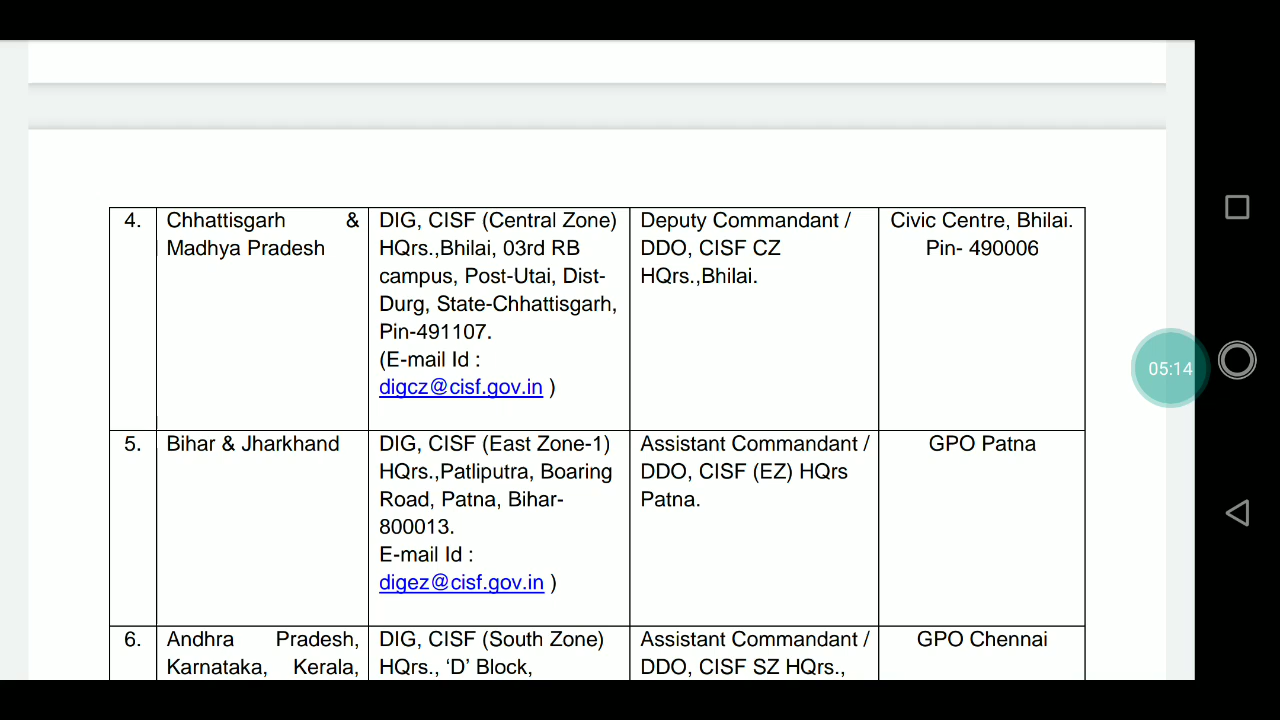 4.
Chhattisgarh &
Madhya Pradesh
DIG, CISF (Central Zone)
HQrs.,Bhilai, 03rd RB
campus, Post-Utai, Dist-
Durg, State-Chhattisgarh,
Pin-491107.
(E-mail Id :
digcz@cisf.gov.in )
Deputy Commandant /
DDO, CISF CZ
HQrs.,Bhilai.
Civic Centre, Bhilai.
Pin- 490006
5.
Bihar & Jharkhand
DIG, CISF (East Zone-1)
HQrs.,Patliputra, Boaring
Road, Patna, Bihar-
800013.
E-mail Id :
digez@cisf.gov.in )
Assistant Commandant /
DDO, CISF (EZ) HQrs
Patna.
GPO Patna
6.
Andhra Pradesh,
Karnataka, Kerala,
DIG, CISF (South Zone)
HQrs., ‘D’ Block,
Assistant Commandant /
DDO, CISF SZ HQrs.,
GPO Chennai
05:14